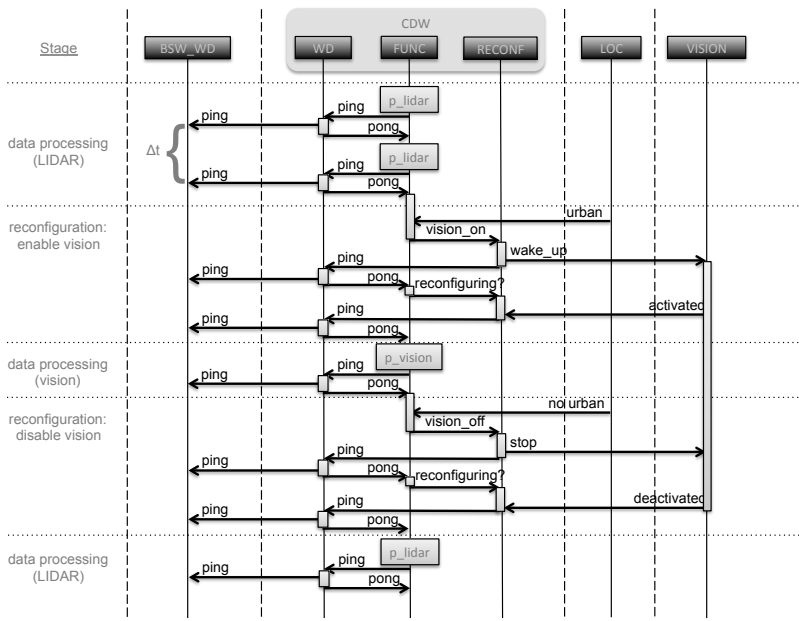 CDW
Stage
BSW_WD
WD
FUNC
RECONF
LOC
VISION
p_lidar
ping
ping
pong
data processing
(LIDAR)
Δt
p_lidar
ping
ping
pong
reconfiguration:
enable vision
urban
vision_on
wake_up
ping
ping
pong
reconfiguring?
activated
ping
ping
pong
data processing
(vision)
p_vision
ping
ping
pong
reconfiguration:
disable vision
no urban
vision_off
stop
ping
ping
pong
reconfiguring?
deactivated
ping
ping
pong
data processing
(LIDAR)
p_lidar
ping
ping
pong